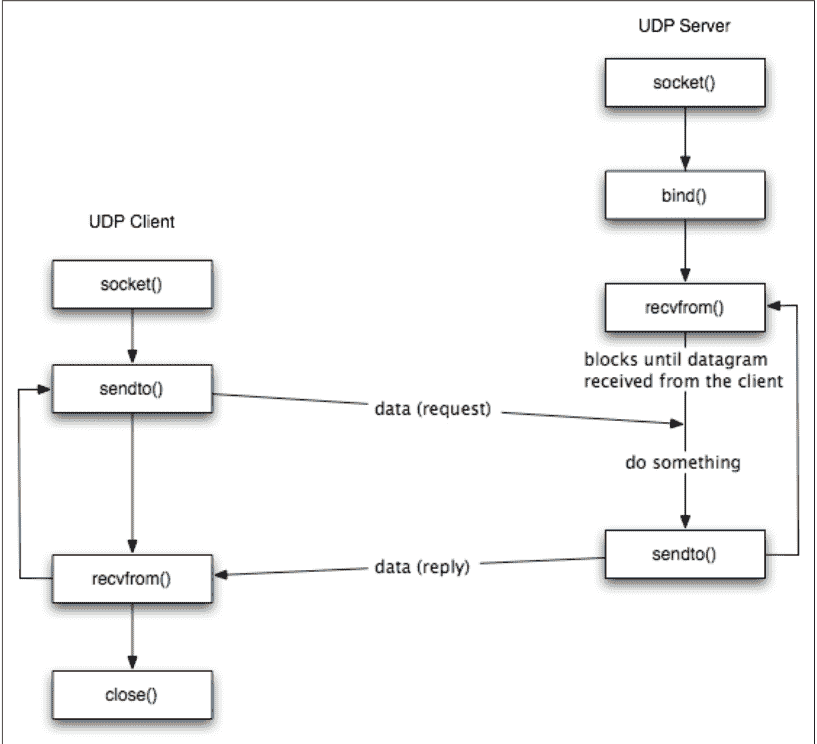 UDP Server
socket()
bind()
UDP Client
socket()
recvfrom()
blocks until datagram
received from the client
sendto()
data (request)
do something
sendto()
data (reply)
recvfrom()
close()